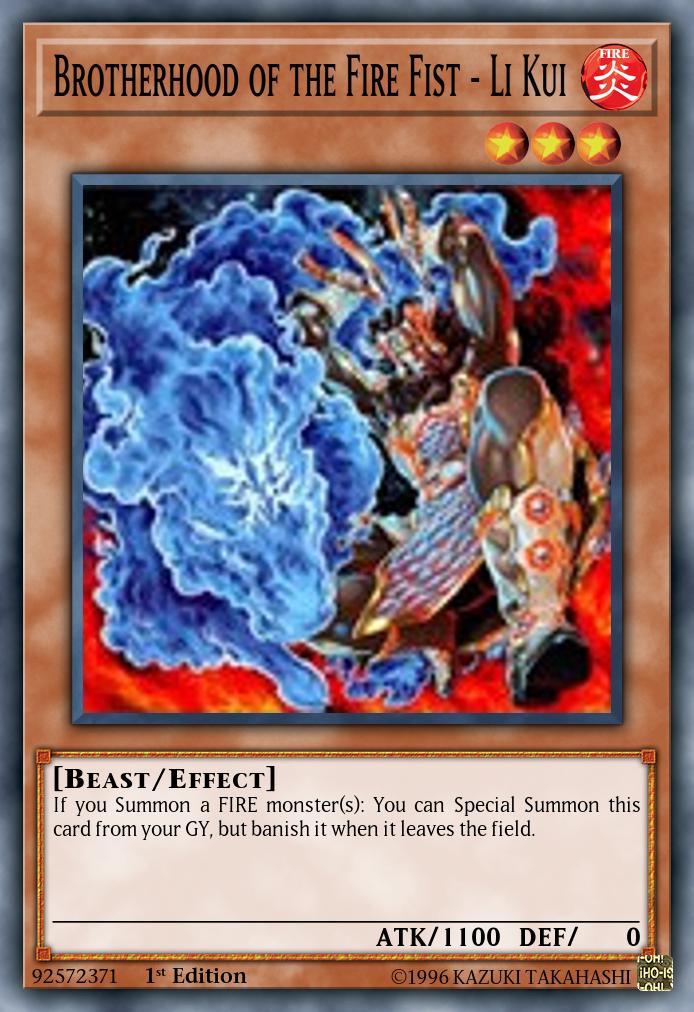 BROTHERHOOD OF THE FIRE FIST - LI KUI
FIRE
炎
[BEAST/EFFECT]
If you Summon a FIRE monster(s): You can Special Summon this
card from your GY, but banish it when it leaves the field.
ATK/1100 DEF/ 0
92572371 1st Edition ©1996 KAZUKI TAKAHASHI